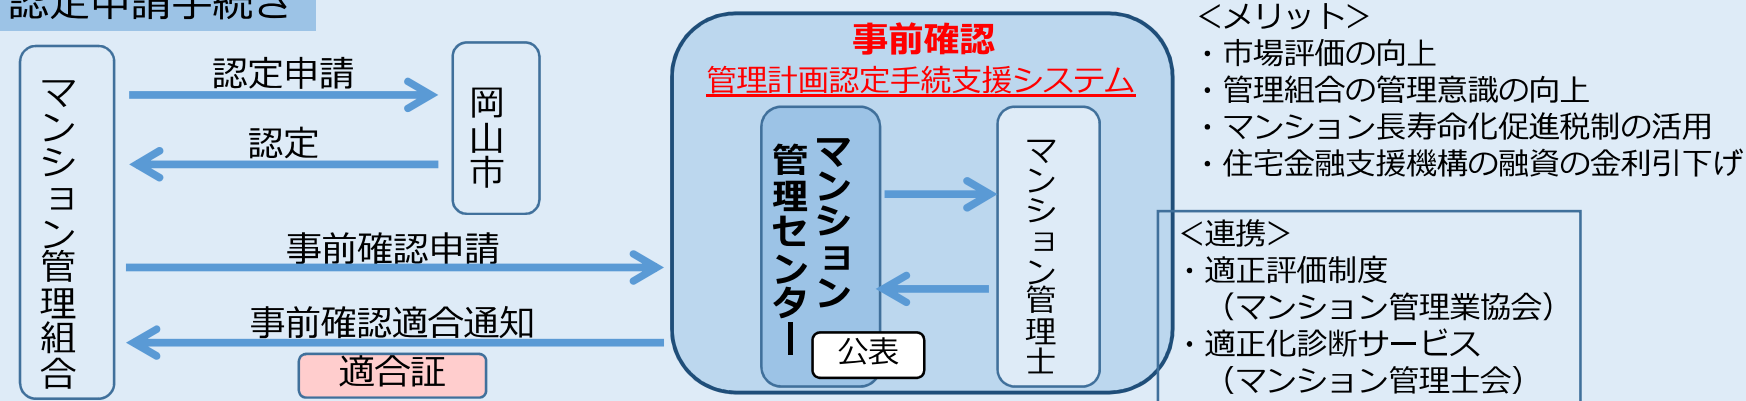 認定申請手続き
マンション管理組合
認定申請
認定
岡山市
事前確認申請
事前確認適合通知
適合証
事前確認
管理計画認定手続支援システム
マンション
管理センター
公表
マンション管理士
＜メリット＞
・市場評価の向上
・管理組合の管理意識の向上
・マンション長寿命化促進税制の活用
・住宅金融支援機構の融資の金利引下げ
＜連携＞
・適正評価制度
（マンション管理業協会）
・適正化診断サービス
（マンション管理士会）